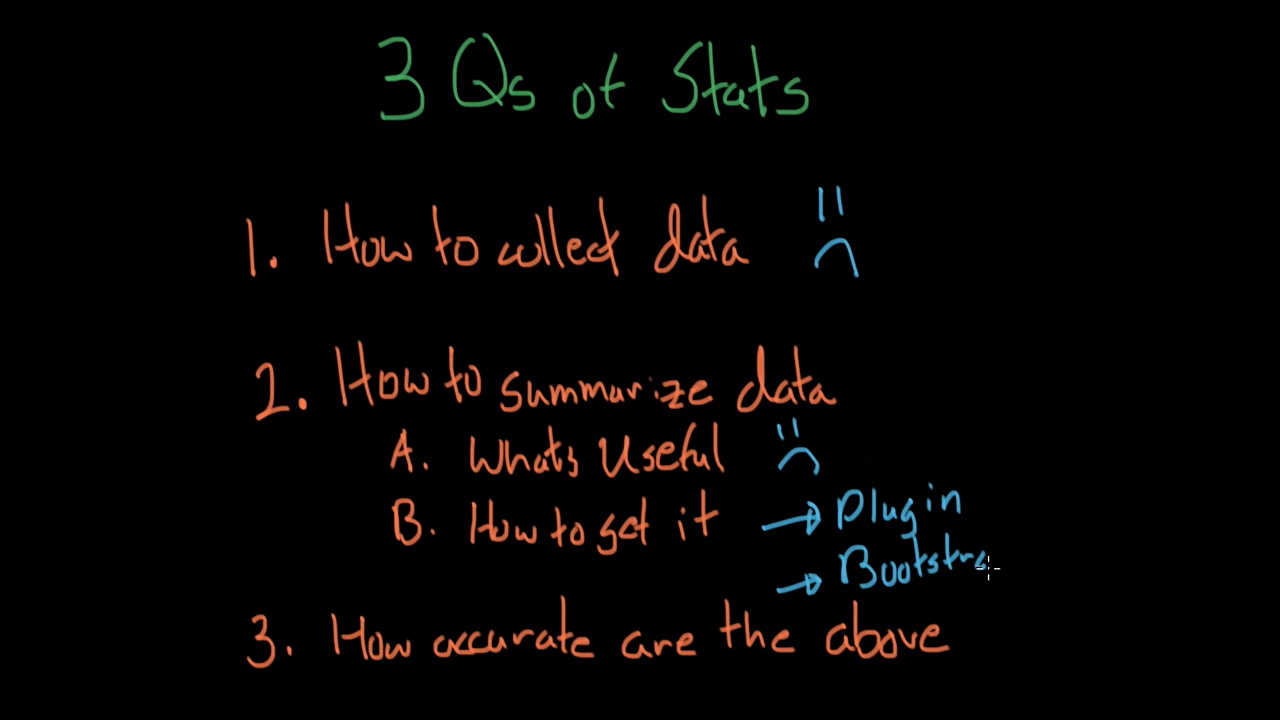 3 Qs of Stats
1. How to collect data
2. How to summarize data
A. Whats Useful
B. How to get it → Plugin
→ Bootstra
3. How accurate are the above